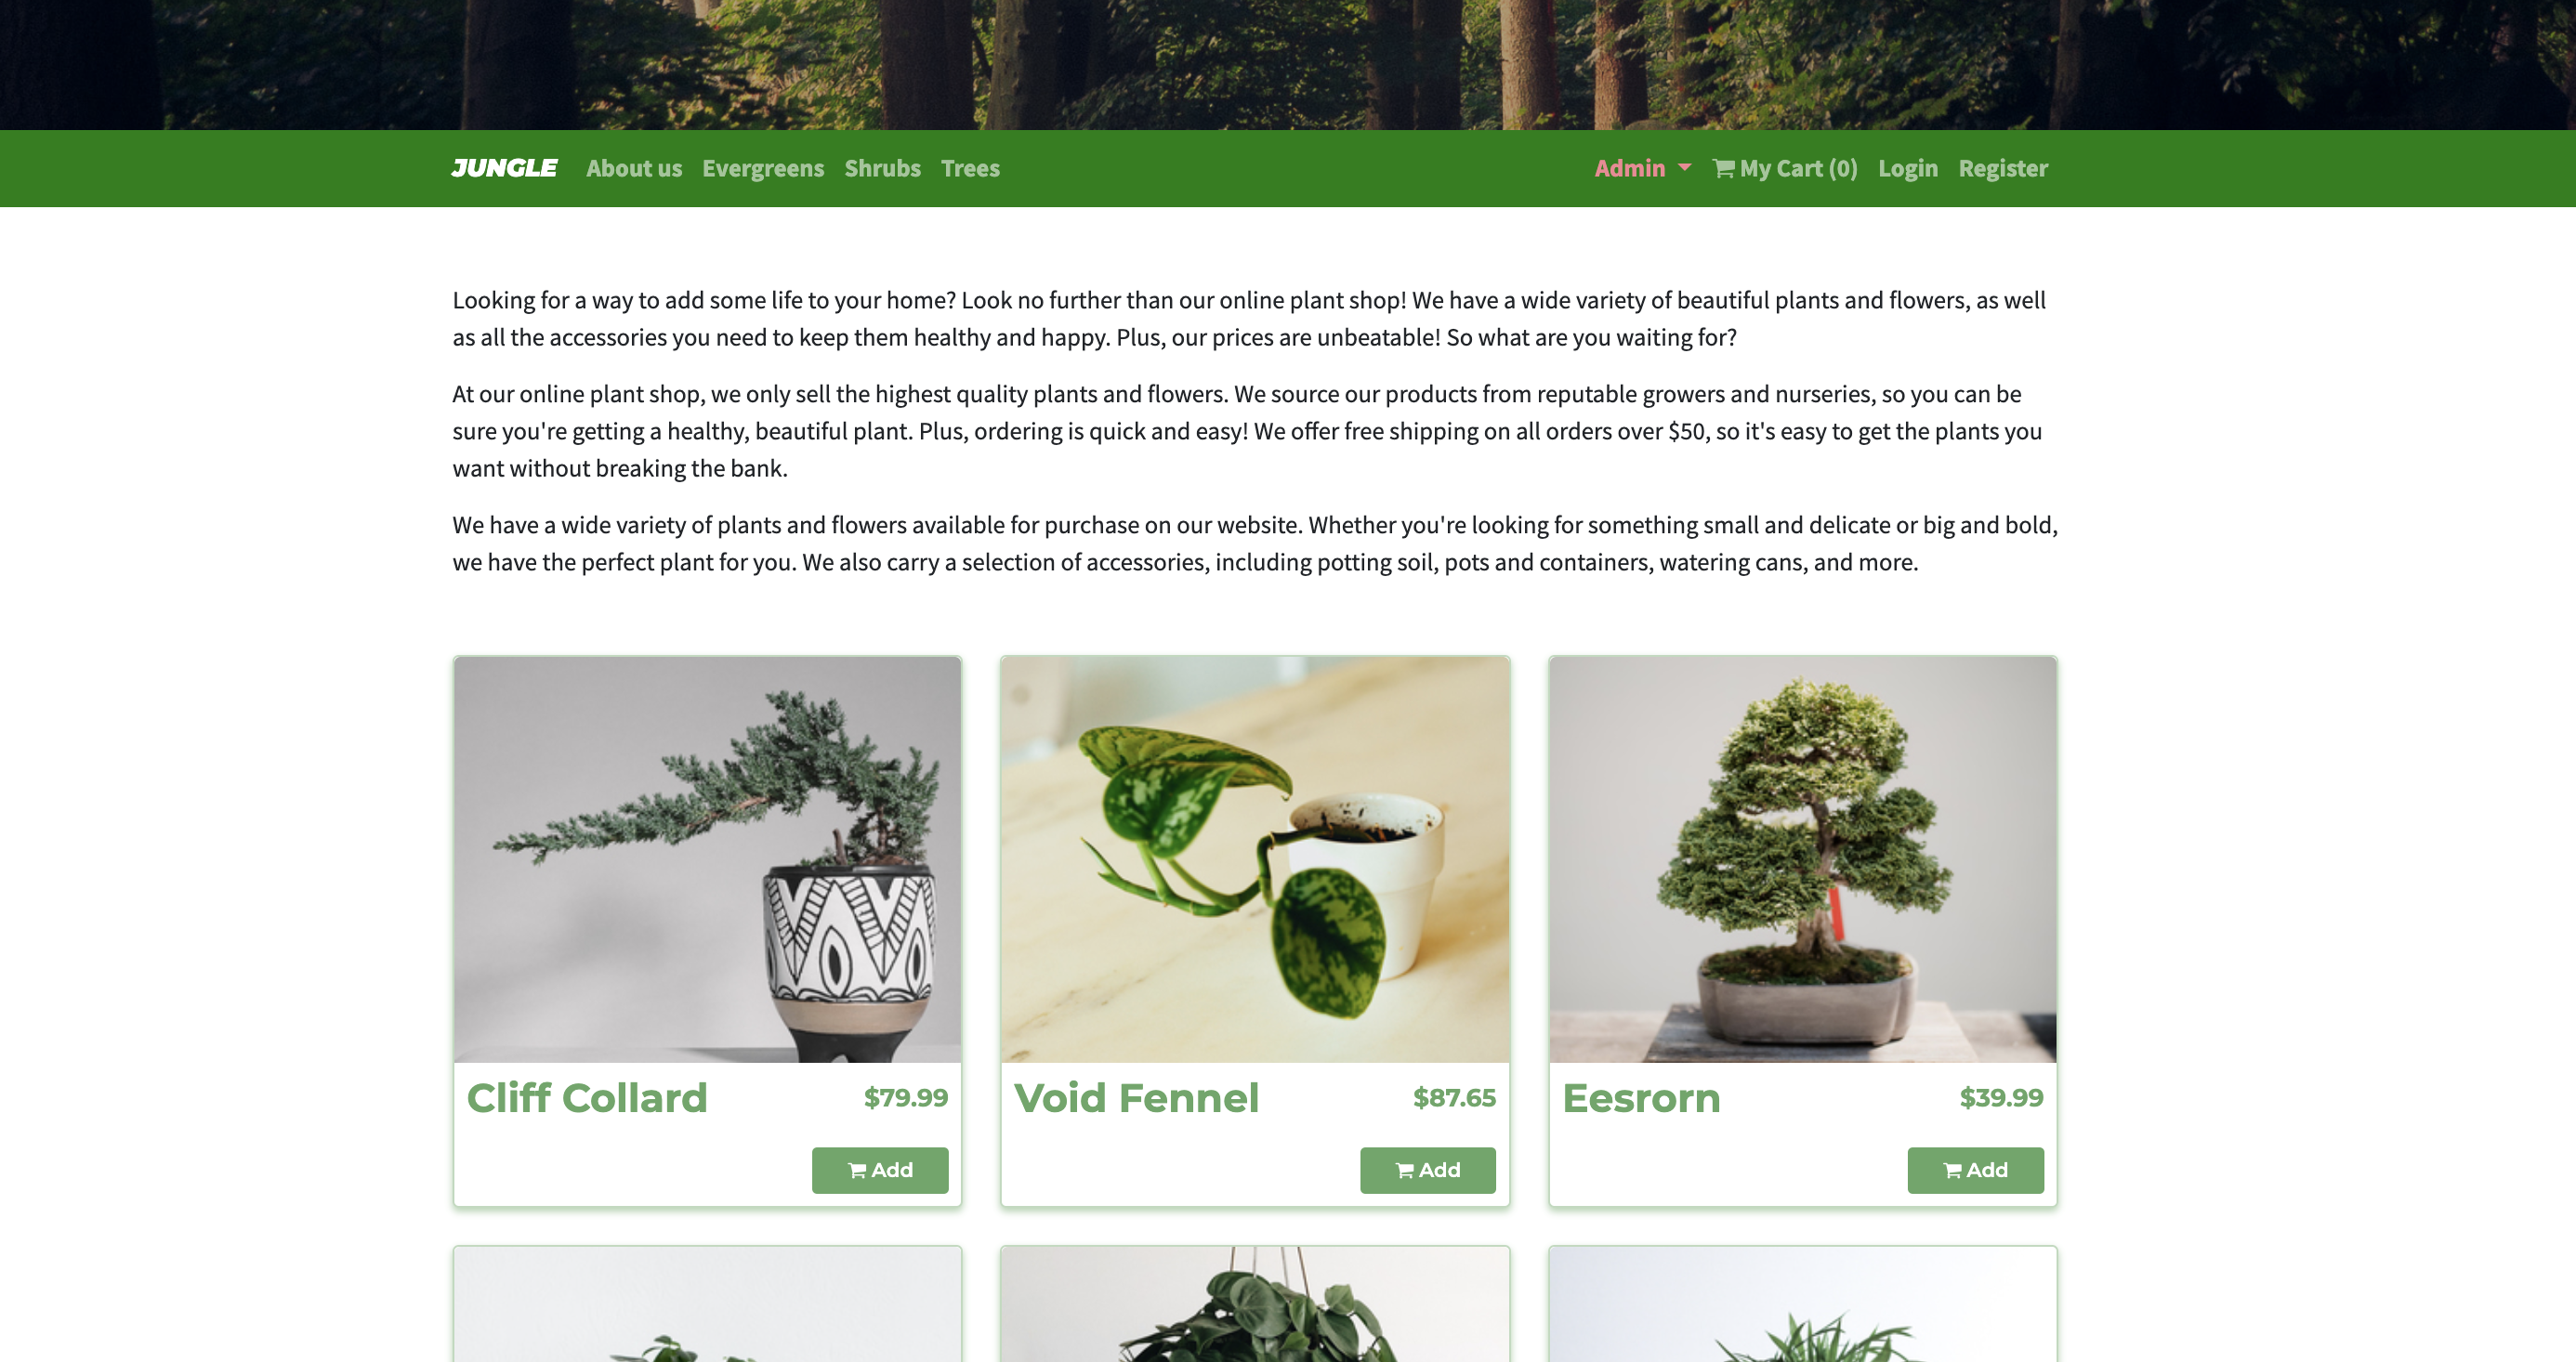 JUNGLE About us Evergreens Shrubs Trees Admin My Cart (0) Login Register
Looking for a way to add some life to your home? Look no further than our online plant shop! We have a wide variety of beautiful plants and flowers, as well
as all the accessories you need to keep them healthy and happy. Plus, our prices are unbeatable! So what are you waiting for?
At our online plant shop, we only sell the highest quality plants and flowers. We source our products from reputable growers and nurseries, so you can be
sure you're getting a healthy, beautiful plant. Plus, ordering is quick and easy! We offer free shipping on all orders over $50, so it's easy to get the plants you
want without breaking the bank.
We have a wide variety of plants and flowers available for purchase on our website. Whether you're looking for something small and delicate or big and bold,
we have the perfect plant for you. We also carry a selection of accessories, including potting soil, pots and containers, watering cans, and more.
Cliff Collard $79.99
Add
Void Fennel $87.65
Add
Eesrorn $39.99
Add